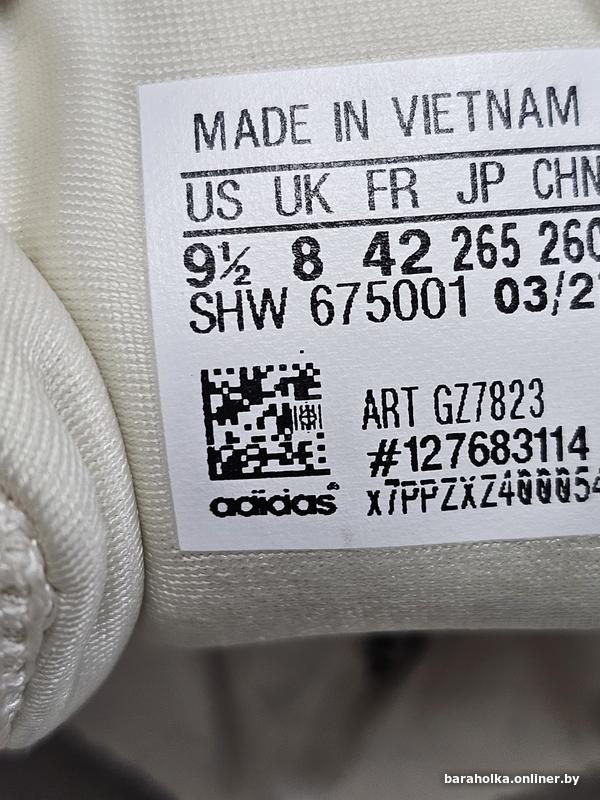 MADE IN VIETNAM
US UK FR JP CHN
9½ 8 42 265 260
SHW 675001 03/2
ART GZ7823
#127683114
adidas
baraholka.onliner.by